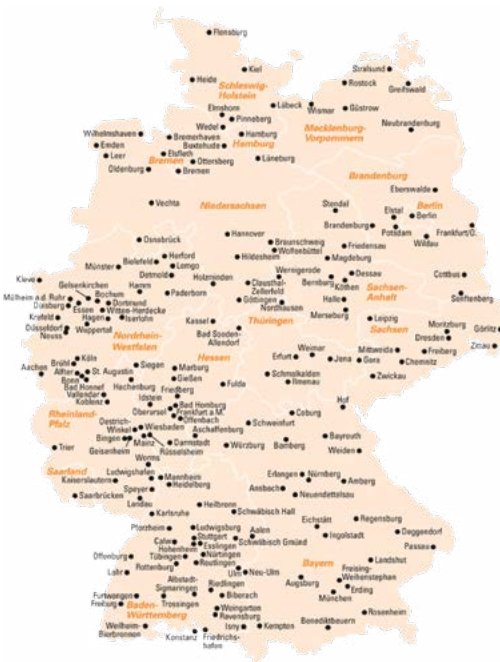 Flensburg
Kiel
Stralsund
Heide
Rostock
Greifswald
Schleswig-
Holstein
Elmshorn
Lübeck
Wismar
Güstrow
Pinneberg
Wedel
Neubrandenburg
Mecklenburg-
Vorpommern
Wilhelmshaven
Bremerhaven
Hamburg
Buxtehude
Hamburg
Emden
Elsfleth
Leer
Bremen
Ottersberg
Lüneburg
Oldenburg
Bremen
Brandenburg
Eberswalde
Vechta
Niedersachsen
Stendal
Berlin
Elstal
Berlin
Brandenburg
Potsdam
Frankfurt/O.
Wildau
Osnabrück
Hannover
Braunschweig
Wolfenbüttel
Friedensau
Magdeburg
Hildesheim
Herford
Bielefeld
Lemgo
Münster
Detmold
Wernigerode
Dessau
Cottbus
Kleve
Gelsenkirchen
Hamm
Holzminden
Clausthal-
Zellerfeld
Bernburg
Köthen
Sachsen-
Anhalt
Senftenberg
Mülheim a.d. Ruhr
Bochum
Paderborn
Göttingen
Halle
Duisburg
Dortmund
Nordhausen
Essen
Witten-Herdecke
Merseburg
Leipzig
Krefeld
Hagen
Iserlohn
Kassel
Thüringen
Sachsen
Moritzburg
Görlitz
Düsseldorf
Wuppertal
Neuss
Bad Sooden-
Allendorf
Dresden
Zittau
Nordrhein-
Westfalen
Weimar
Mittweida
Freiberg
Köln
Hessen
Erfurt
Jena
Gera
Chemnitz
Brühl
Aachen
Siegen
Marburg
Alfter
St. Augustin
Schmalkalden
Zwickau
Bonn
Gießen
Ilmenau
Bad Honnef
Hachenburg
Fulda
Vallendar
Friedberg
Koblenz
Idstein
Bad Homburg
Hof
Oberursel
Frankfurt a.M.
Coburg
Rheinland-
Pfalz
Offenbach
Oestrich-
Winkel
Wiesbaden
Aschaffenburg
Schweinfurt
Bingen
Mainz
Darmstadt
Bayreuth
Geisenheim
Rüsselsheim
Würzburg
Bamberg
Trier
Weiden
Worms
Saarland
Ludwigshafen
Erlangen
Nürnberg
Kaiserslautern
Mannheim
Amberg
Speyer
Heidelberg
Ansbach
Saarbrücken
Neuendettelsau
Landau
Heilbronn
Karlsruhe
Schwäbisch Hall
Eichstätt
Regensburg
Pforzheim
Ludwigsburg
Aalen
Deggendorf
Stuttgart
Ingolstadt
Calw
Esslingen
Schwäbisch Gmünd
Hohenheim
Passau
Offenburg
Tübingen
Nürtingen
Reutlingen
Landshut
Rottenburg
Bayern
Freising-
Weihenstephan
Lahr
Ulm
Neu-Ulm
Albstadt-
Sigmaringen
Riedlingen
Augsburg
Erding
Furtwangen
Biberach
München
Freiburg
Trossingen
Baden-
Württemberg
Weingarten
Rosenheim
Ravensburg
Weilheim-
Bierbronnen
Isny
Kempten
Benediktbeuern
Konstanz
Friedrichs-
hafen